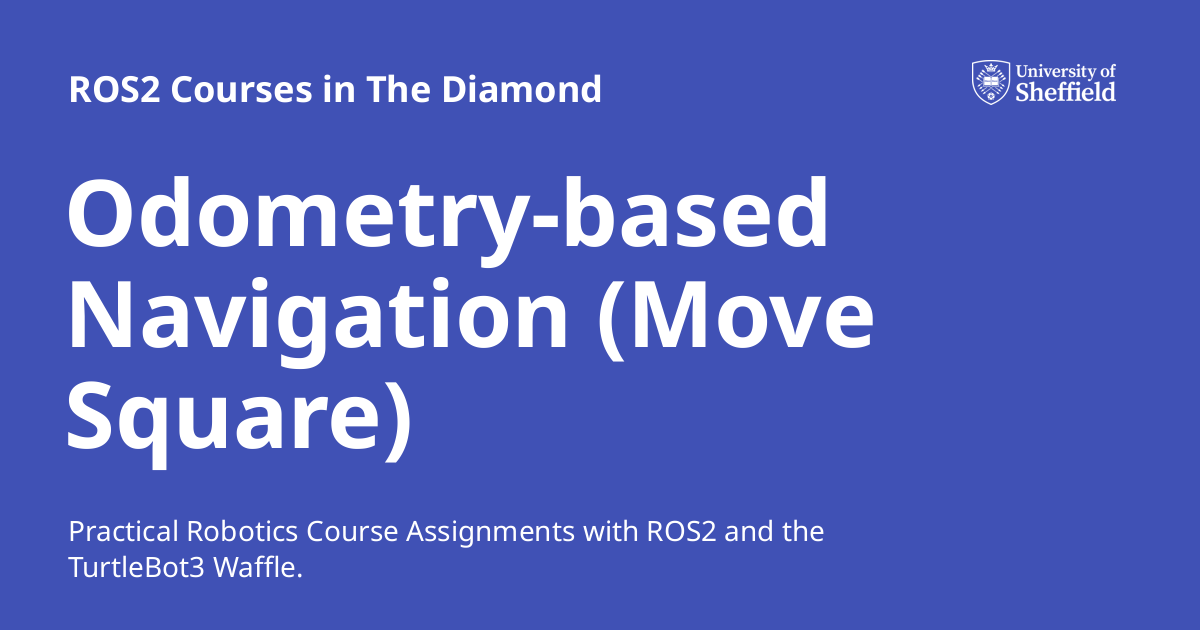 ROS2 Courses in The Diamond
University of
Sheffield
Odometry-based
Navigation (Move
Square)
Practical Robotics Course Assignments with ROS2 and the
TurtleBot3 Waffle.